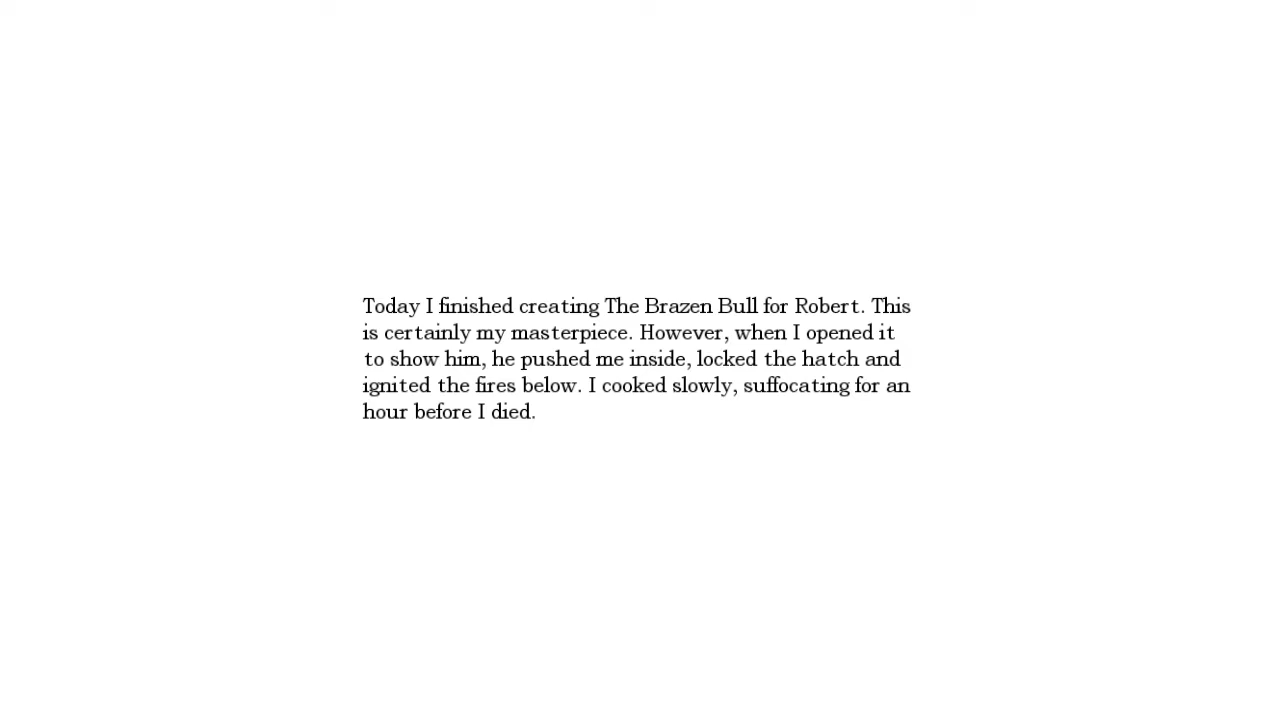 Today I finished creating The Brazen Bull for Robert. This
is certainly my masterpiece. However, when I opened it
to show him, he pushed me inside, locked the hatch and
ignited the fires below. I cooked slowly, suffocating for an
hour before I died.